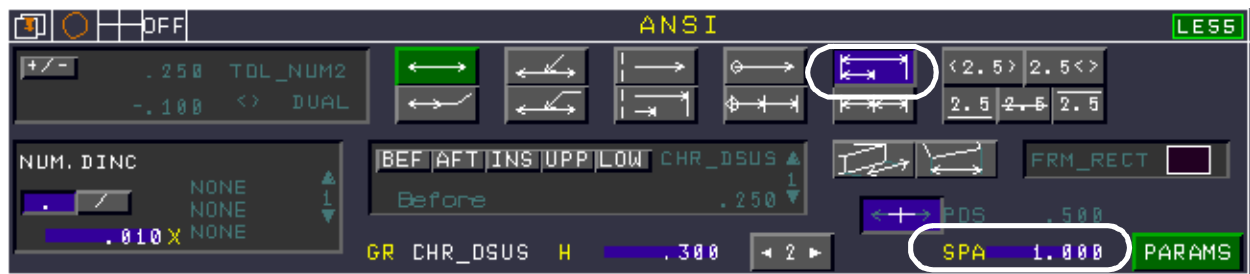 OFF ANSI LESS
+/- .250 TOL_NUM2 <2.5> 2.5<>
-.100 <> DUAL 2.5 2.5 2.5
NUM.DINC BEF AFT INS UPP LOW CHR_DSUS FRM_RECT
. / NONE 1 Before 1 .250
NONE
.010 X NONE POS .500
GR CHR_DSUS H .300 2 SPA 1.000 PARAMS